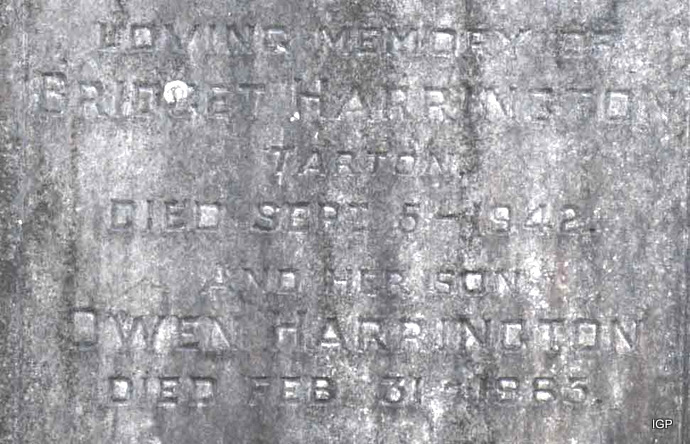 LOVING MEMORY OF
BRIDGET HARRINGTON
TARTON.
DIED SEPT 5 - 1942.
AND HER SON
OWEN HARRINGTON
DIED FEB 31 - 1985.
IGP